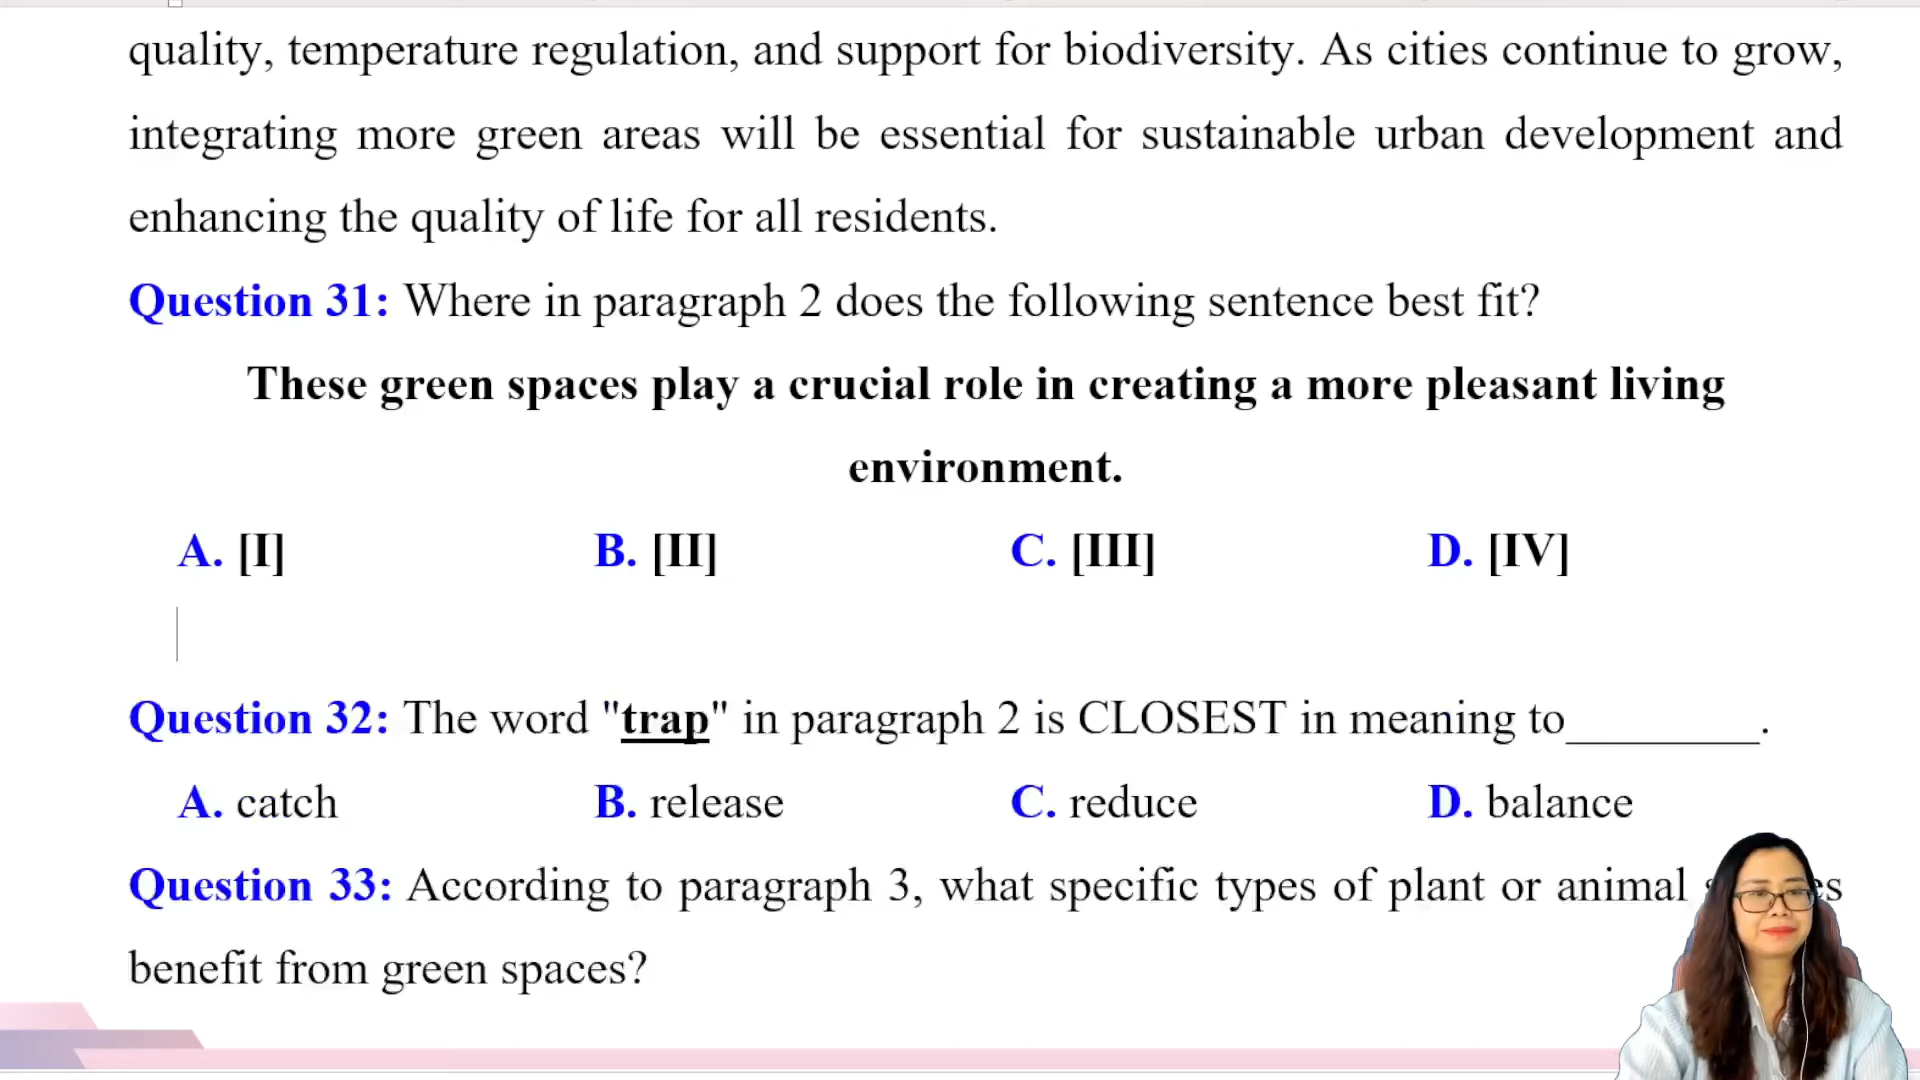 quality, temperature regulation, and support for biodiversity. As cities continue to grow,
integrating more green areas will be essential for sustainable urban development and
enhancing the quality of life for all residents.
Question 31: Where in paragraph 2 does the following sentence best fit?
These green spaces play a crucial role in creating a more pleasant living
environment.
A. [I] B. [II] C. [III] D. [IV]
Question 32: The word "trap" in paragraph 2 is CLOSEST in meaning to________.
A. catch B. release C. reduce D. balance
Question 33: According to paragraph 3, what specific types of plant or animal
benefit from green spaces?